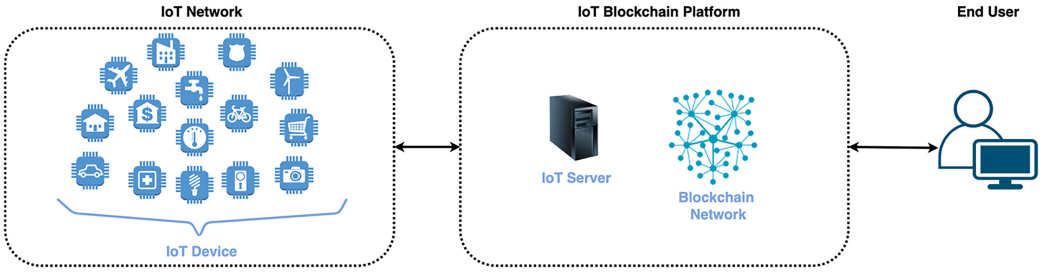 IoT Network
IoT Blockchain Platform
End User
$
IoT Server
Blockchain
Network
IoT Device